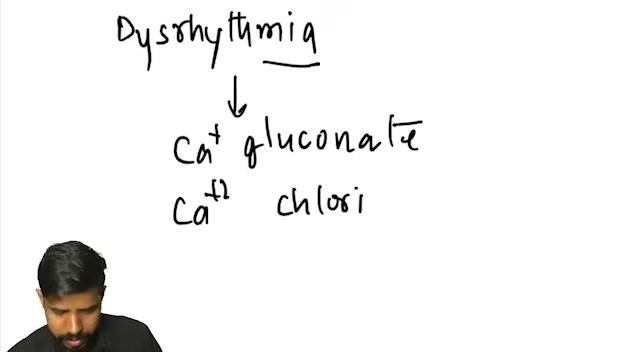 Dysrhythmia
↓
Ca⁺ gluconate
Ca⁺² chlori